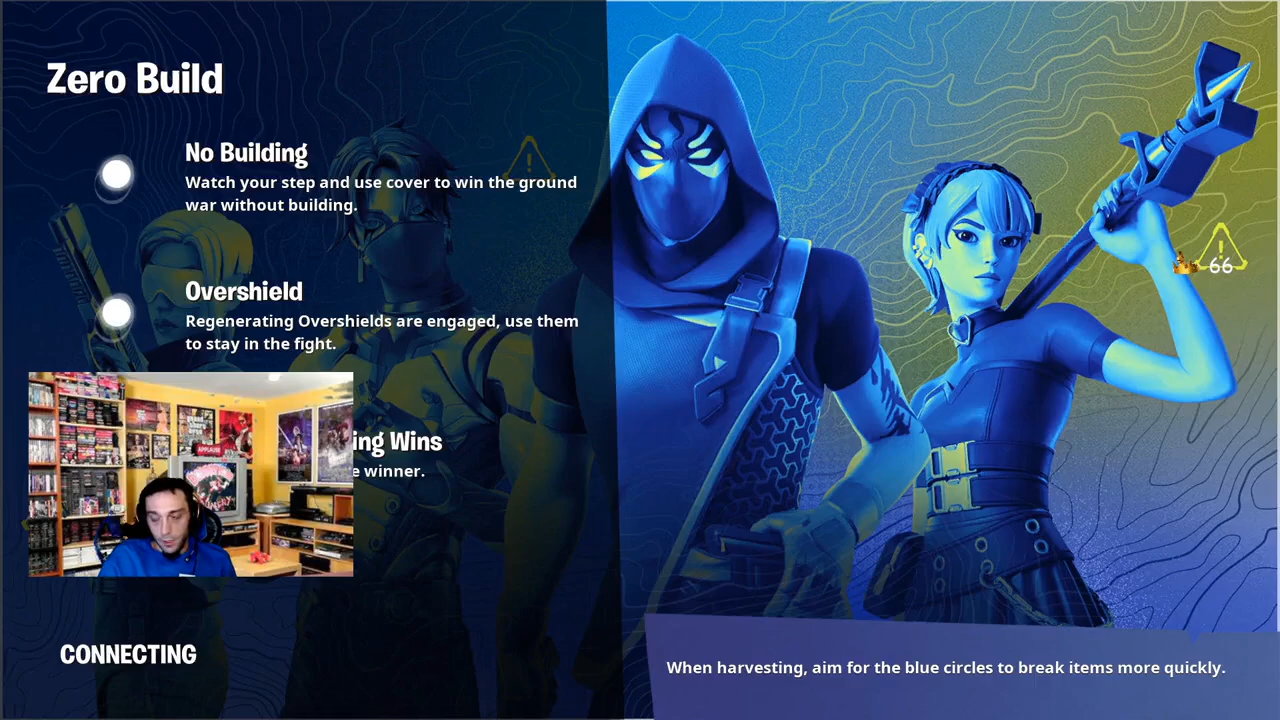 Zero Build
No Building
Watch your step and use cover to win the ground
war without building.
Overshield
Regenerating Overshields are engaged, use them
to stay in the fight.
ing Wins
e winner.
66
APPLAUSE
CONNECTING
When harvesting, aim for the blue circles to break items more quickly.